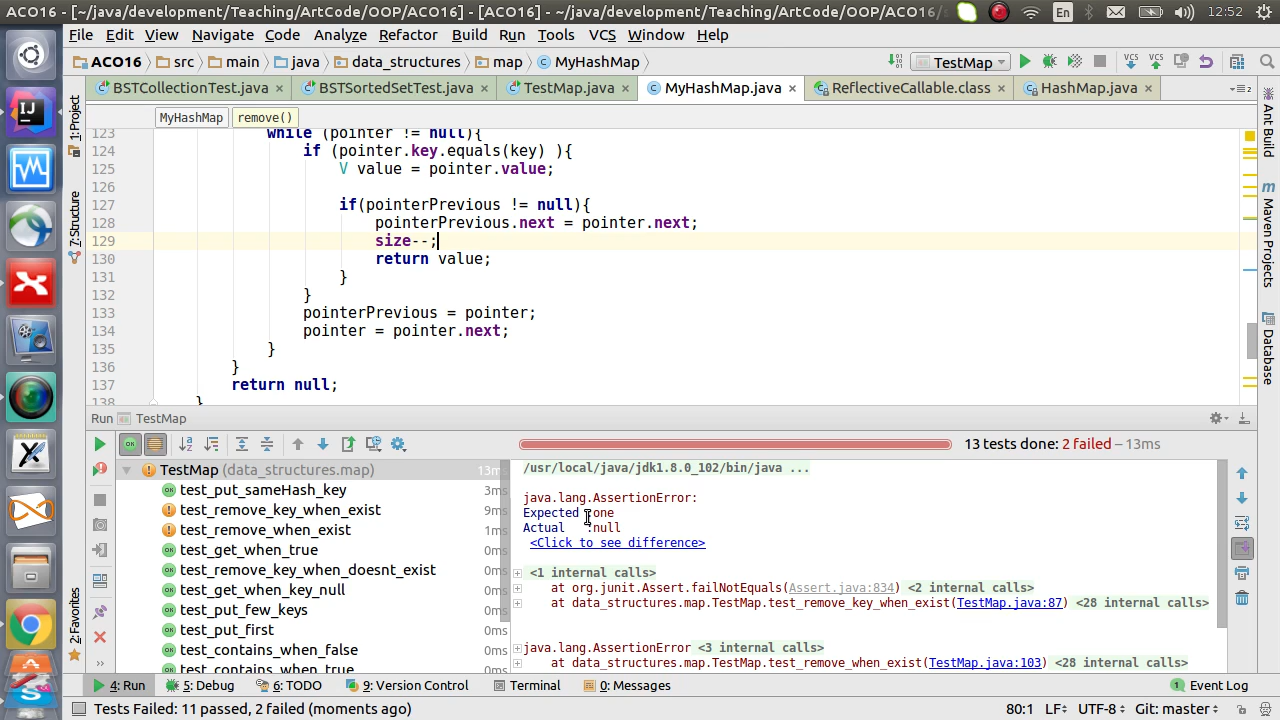 ACO16 - [~/java/development/Teaching/ArtCode/OOP/ACO16] - [ACO16] - ~/java/development/Teaching/ArtCode/OOP/ACO16/
En
12:52
File Edit View Navigate Code Analyze Refactor Build Run Tools VCS Window Help
ACO16 src main java data_structures map MyHashMap
TestMap
VCS VCS
BSTCollectionTest.java BSTSortedSetTest.java TestMap.java MyHashMap.java ReflectiveCallable.class HashMap.java
MyHashMap remove()
123 while (pointer != null){
124 if (pointer.key.equals(key) ){
125 V value = pointer.value;
126
127 if(pointerPrevious != null){
128 pointerPrevious.next = pointer.next;
129 size--;
130 return value;
131 }
132 }
133 pointerPrevious = pointer;
134 pointer = pointer.next;
135 }
136 }
137 return null;
138 }
1: Project
7: Structure
2: Favorites
Ant Build
Maven Projects
Database
Run TestMap
13 tests done: 2 failed – 13ms
TestMap (data_structures.map) 13ms
test_put_sameHash_key 3ms
test_remove_key_when_exist 9ms
test_remove_when_exist 1ms
test_get_when_true 0ms
test_remove_key_when_doesnt_exist 0ms
test_get_when_key_null 0ms
test_put_few_keys 0ms
test_put_first 0ms
test_contains_when_false 0ms
test_contains_when_true 0ms
/usr/local/java/jdk1.8.0_102/bin/java ...
java.lang.AssertionError:
Expected :one
Actual :null
<Click to see difference>
<1 internal calls>
at org.junit.Assert.failNotEquals(Assert.java:834) <2 internal calls>
at data_structures.map.TestMap.test_remove_key_when_exist(TestMap.java:87) <28 internal calls>
java.lang.AssertionError <3 internal calls>
at data_structures.map.TestMap.test_remove_when_exist(TestMap.java:103) <28 internal calls>
4: Run 5: Debug 6: TODO 9: Version Control Terminal 0: Messages 1 Event Log
Tests Failed: 11 passed, 2 failed (moments ago) 80:1 LF UTF-8 Git: master